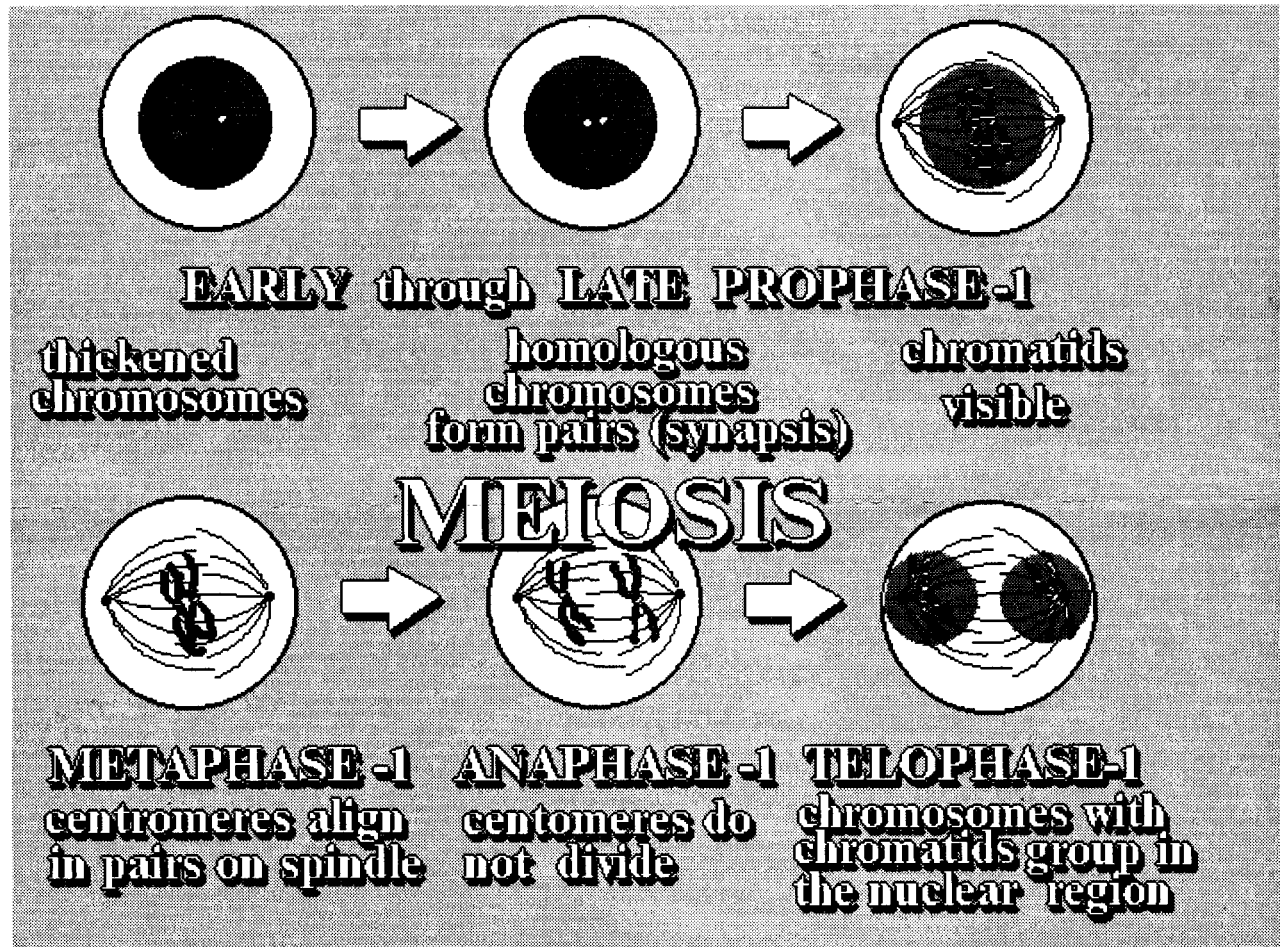 EARLY through LATE PROPHASE-1
thickened
chromosomes
homologous
chromosomes
form pairs (synapsis)
chromatids
visible
MEIOSIS
METAPHASE -1
centromeres align
in pairs on spindle
ANAPHASE -1
centomeres do
not divide
TELOPHASE-1
chromosomes with
chromatids group in
the nuclear region